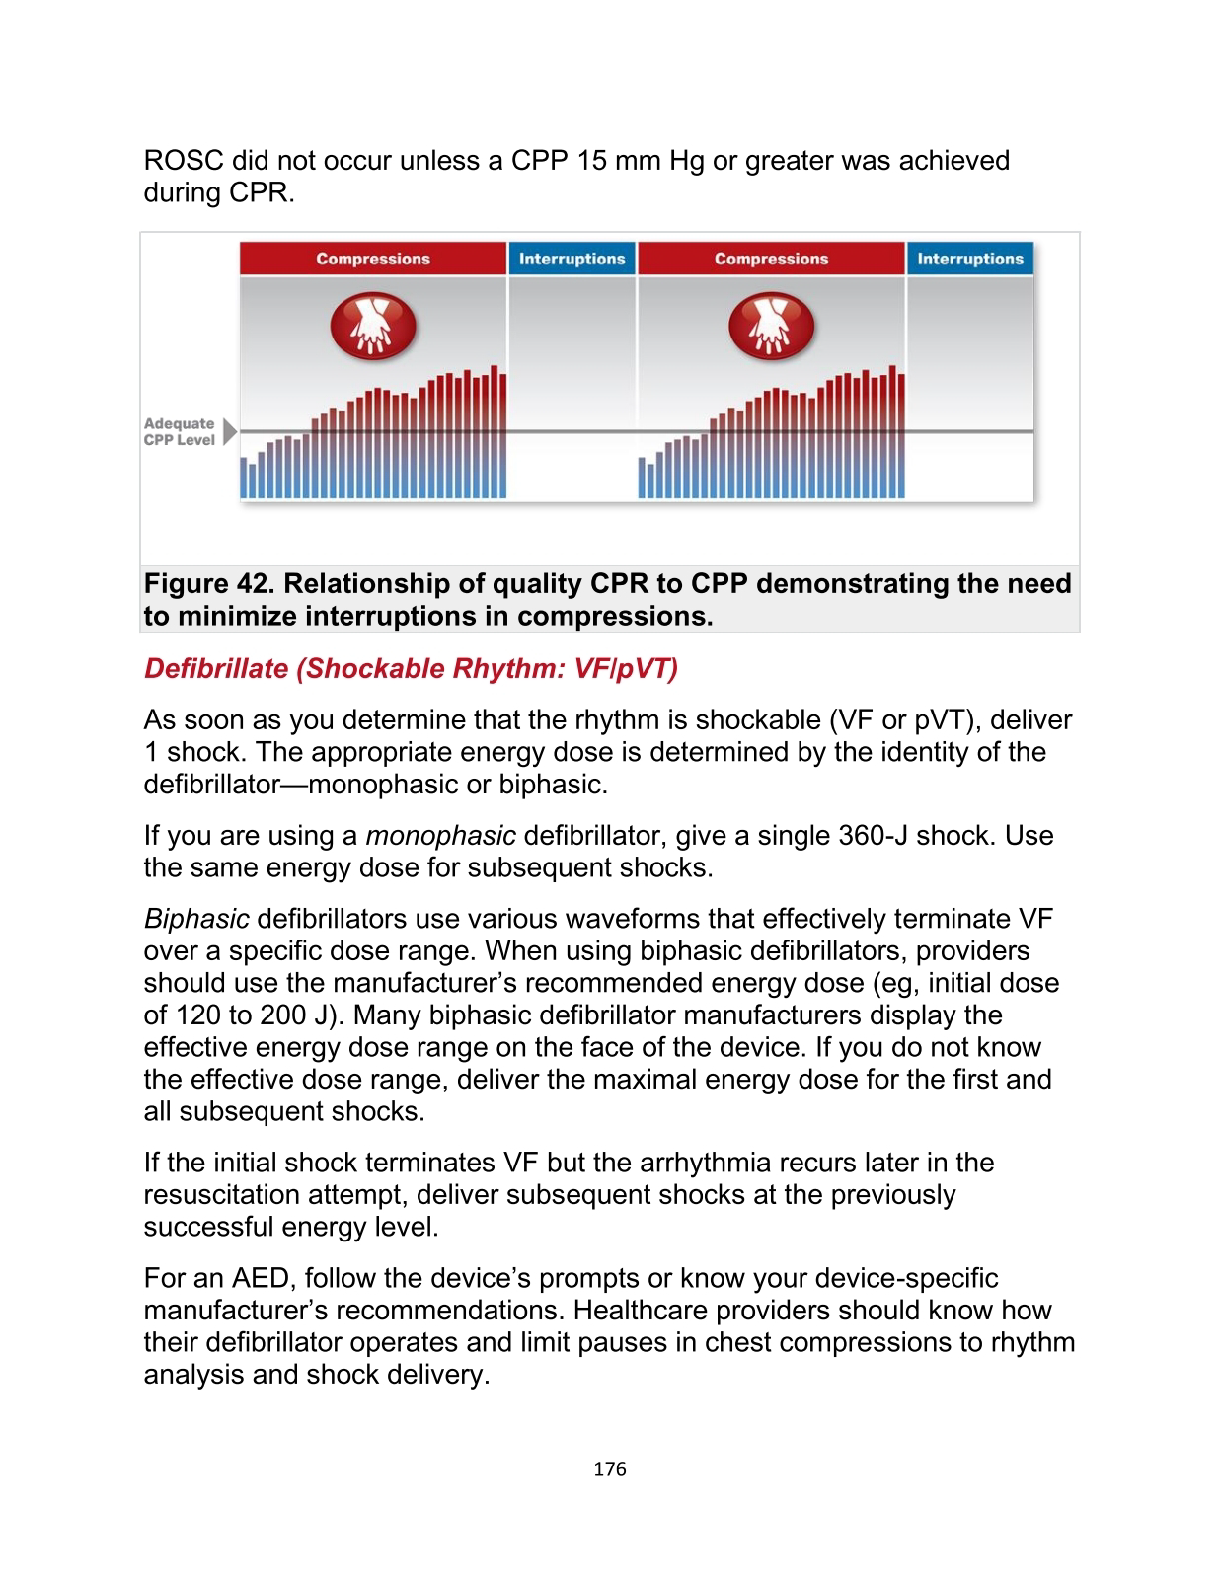 ROSC did not occur unless a CPP 15 mm Hg or greater was achieved
during CPR.
Compressions Interruptions Compressions Interruptions
Adequate
CPP Level
Figure 42. Relationship of quality CPR to CPP demonstrating the need
to minimize interruptions in compressions.
Defibrillate (Shockable Rhythm: VF/pVT)
As soon as you determine that the rhythm is shockable (VF or pVT), deliver
1 shock. The appropriate energy dose is determined by the identity of the
defibrillator—monophasic or biphasic.
If you are using a monophasic defibrillator, give a single 360-J shock. Use
the same energy dose for subsequent shocks.
Biphasic defibrillators use various waveforms that effectively terminate VF
over a specific dose range. When using biphasic defibrillators, providers
should use the manufacturer’s recommended energy dose (eg, initial dose
of 120 to 200 J). Many biphasic defibrillator manufacturers display the
effective energy dose range on the face of the device. If you do not know
the effective dose range, deliver the maximal energy dose for the first and
all subsequent shocks.
If the initial shock terminates VF but the arrhythmia recurs later in the
resuscitation attempt, deliver subsequent shocks at the previously
successful energy level.
For an AED, follow the device’s prompts or know your device-specific
manufacturer’s recommendations. Healthcare providers should know how
their defibrillator operates and limit pauses in chest compressions to rhythm
analysis and shock delivery.
176